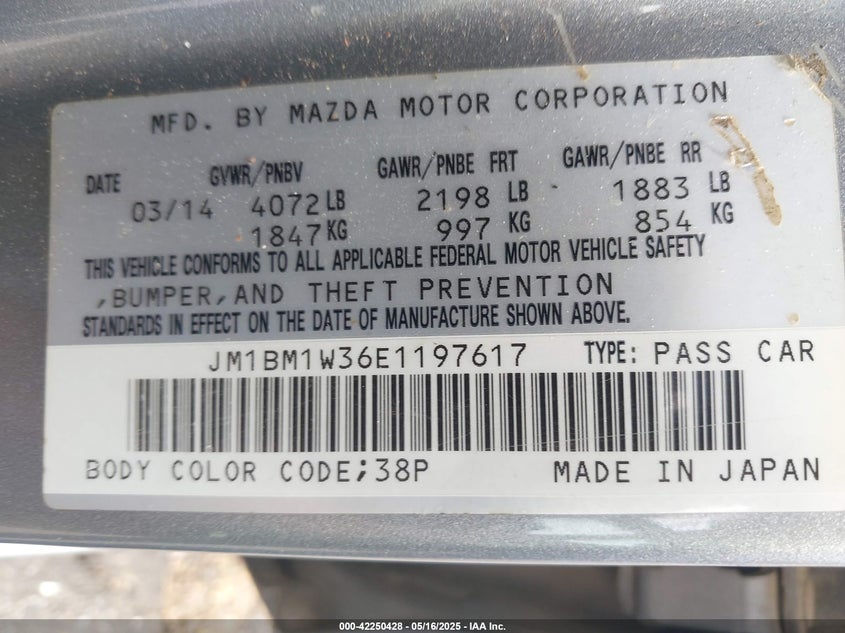 MFD. BY MAZDA MOTOR CORPORATION
DATE GVWR/PNBV GAWR/PNBE FRT GAWR/PNBE RR
03/14 4072 LB 2198 LB 1883 LB
1847 KG 997 KG 854 KG
THIS VEHICLE CONFORMS TO ALL APPLICABLE FEDERAL MOTOR VEHICLE SAFETY
,BUMPER,AND THEFT PREVENTION
STANDARDS IN EFFECT ON THE DATE OF MANUFACTURE SHOWN ABOVE.
JM1BM1W36E1197617 TYPE: PASS CAR
BODY COLOR CODE;38P MADE IN JAPAN
000-42250428 - 05/16/2025 - IAA Inc.